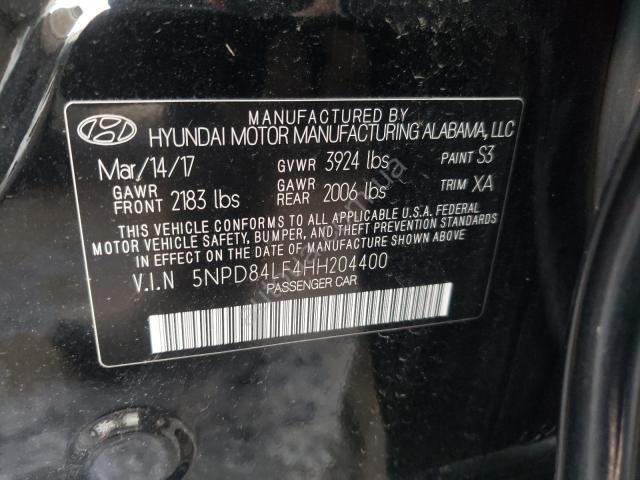 MANUFACTURED BY
HYUNDAI MOTOR MANUFACTURING ALABAMA, LLC
Mar/14/17 GVWR 3924 lbs PAINT S3
GAWR FRONT 2183 lbs GAWR REAR 2006 lbs TRIM XA
THIS VEHICLE CONFORMS TO ALL APPLICABLE U.S.A. FEDERAL
MOTOR VEHICLE SAFETY, BUMPER, AND THEFT PREVENTION STANDARDS
IN EFFECT ON THE DATE OF MANUFACTURE SHOWN ABOVE.
V.I.N 5NPD84LF4HH204400
PASSENGER CAR